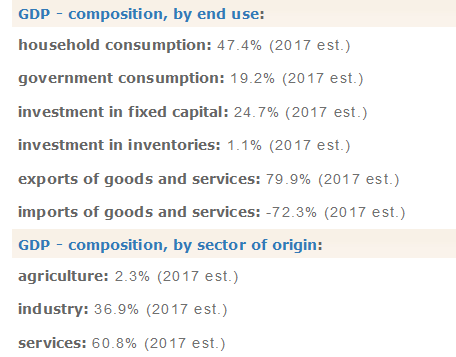 GDP - composition, by end use:
household consumption: 47.4% (2017 est.)
government consumption: 19.2% (2017 est.)
investment in fixed capital: 24.7% (2017 est.)
investment in inventories: 1.1% (2017 est.)
exports of goods and services: 79.9% (2017 est.)
imports of goods and services: -72.3% (2017 est.)
GDP - composition, by sector of origin:
agriculture: 2.3% (2017 est.)
industry: 36.9% (2017 est.)
services: 60.8% (2017 est.)